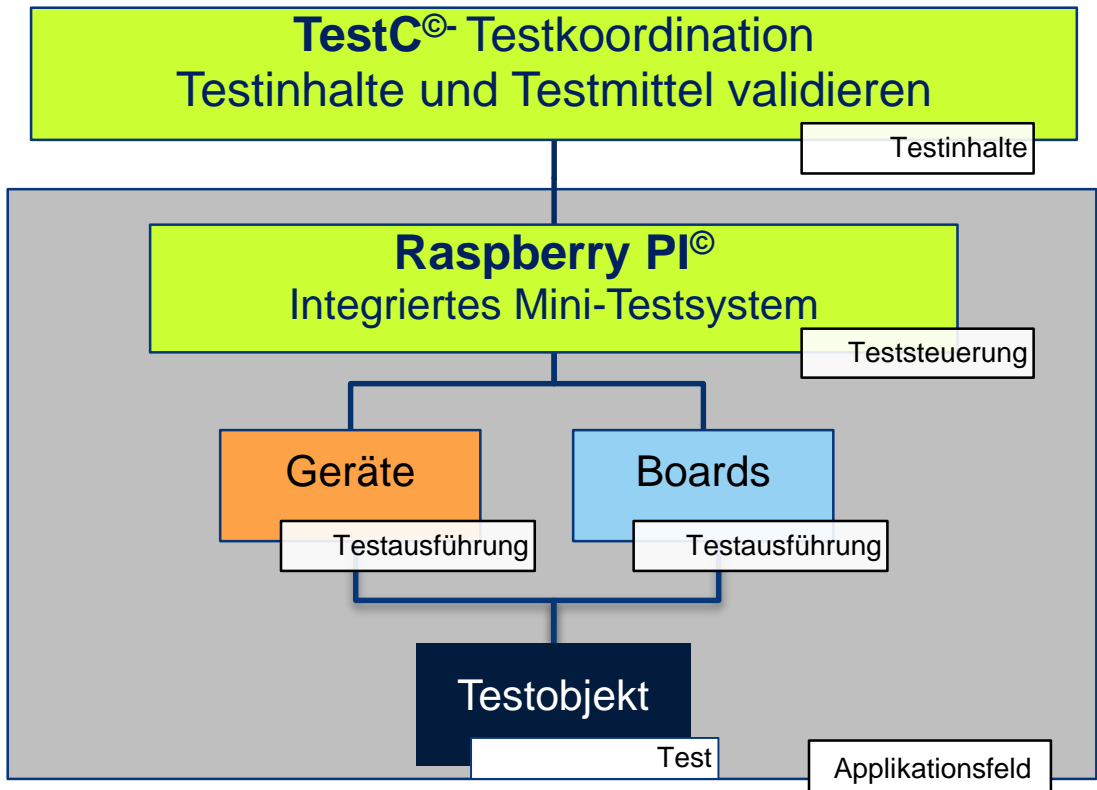 TestC©- Testkoordination
Testinhalte und Testmittel validieren
Testinhalte
Raspberry PI©
Integriertes Mini-Testsystem
Teststeuerung
Geräte
Boards
Testausführung
Testausführung
Testobjekt
Test
Applikationsfeld